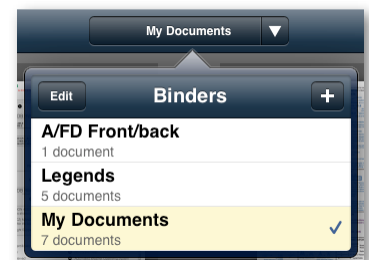 My Documents
Edit
Binders
+
A/FD Front/back
1 document
Legends
5 documents
My Documents
7 documents